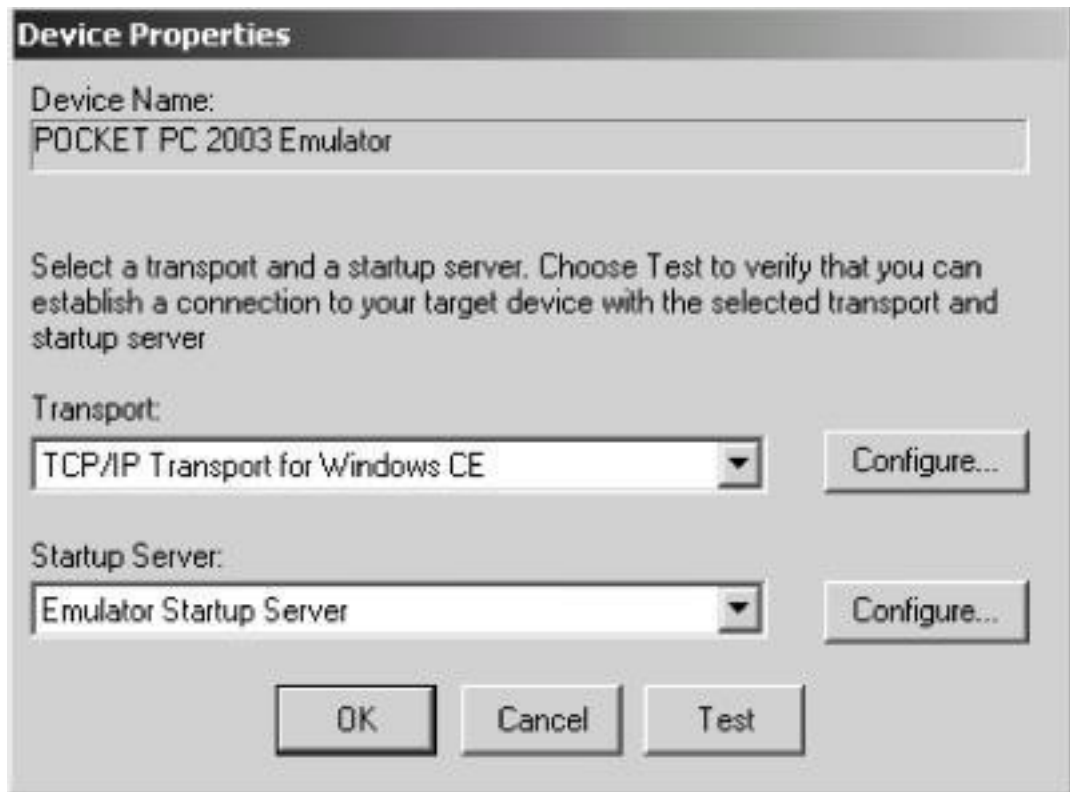 Device Properties
Device Name:
POCKET PC 2003 Emulator
Select a transport and a startup server. Choose Test to verify that you can
establish a connection to your target device with the selected transport and
startup server
Transport:
TCP/IP Transport for Windows CE
Configure...
Startup Server:
Emulator Startup Server
Configure...
OK
Cancel
Test